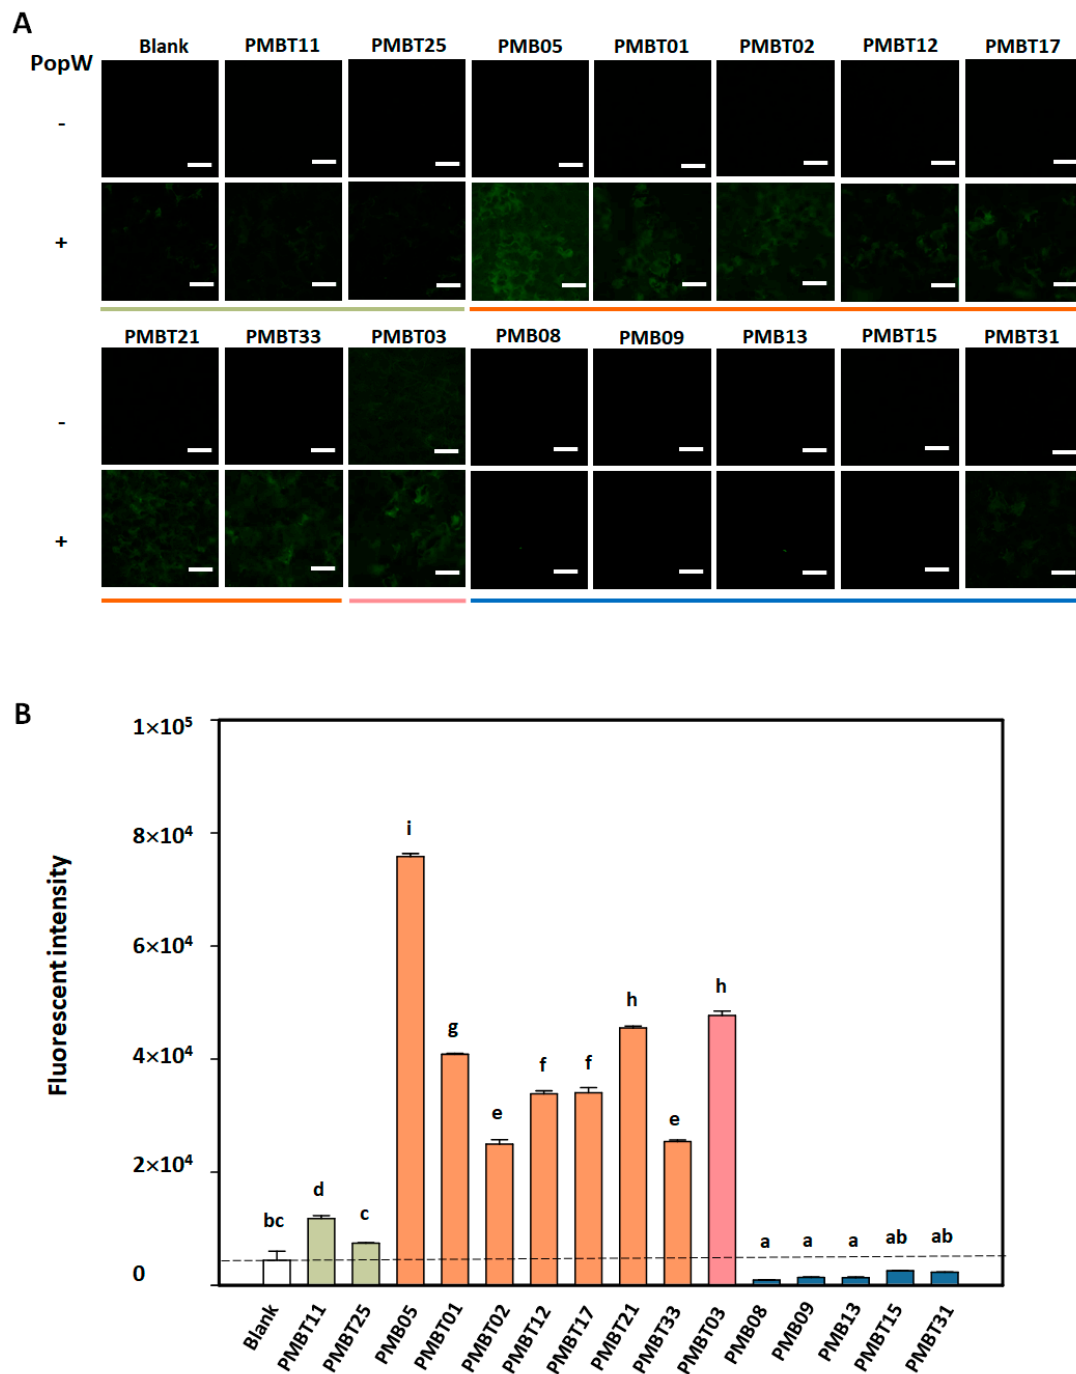 A
Blank PMBT11 PMBT25 PMB05 PMBT01 PMBT02 PMBT12 PMBT17
PopW
-
+
PMBT21 PMBT33 PMBT03 PMB08 PMB09 PMB13 PMBT15 PMBT31
-
+
B
Fluorescent intensity
1×10⁵
8×10⁴
6×10⁴
4×10⁴
2×10⁴
0
bc d c i g e f f h e h a a a ab ab
Blank PMBT11 PMBT25 PMB05 PMBT01 PMBT02 PMBT12 PMBT17 PMBT21 PMBT33 PMBT03 PMB08 PMB09 PMB13 PMBT15 PMBT31